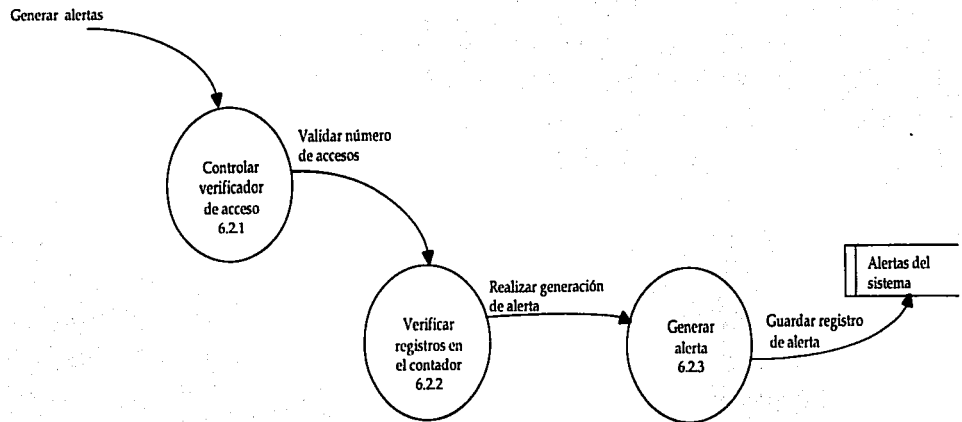 Generar alertas
Controlar
verificador
de acceso
6.2.1
Validar número
de accesos
Verificar
registros en
el contador
6.2.2
Realizar generación
de alerta
Generar
alerta
6.2.3
Guardar registro
de alerta
Alertas del
sistema